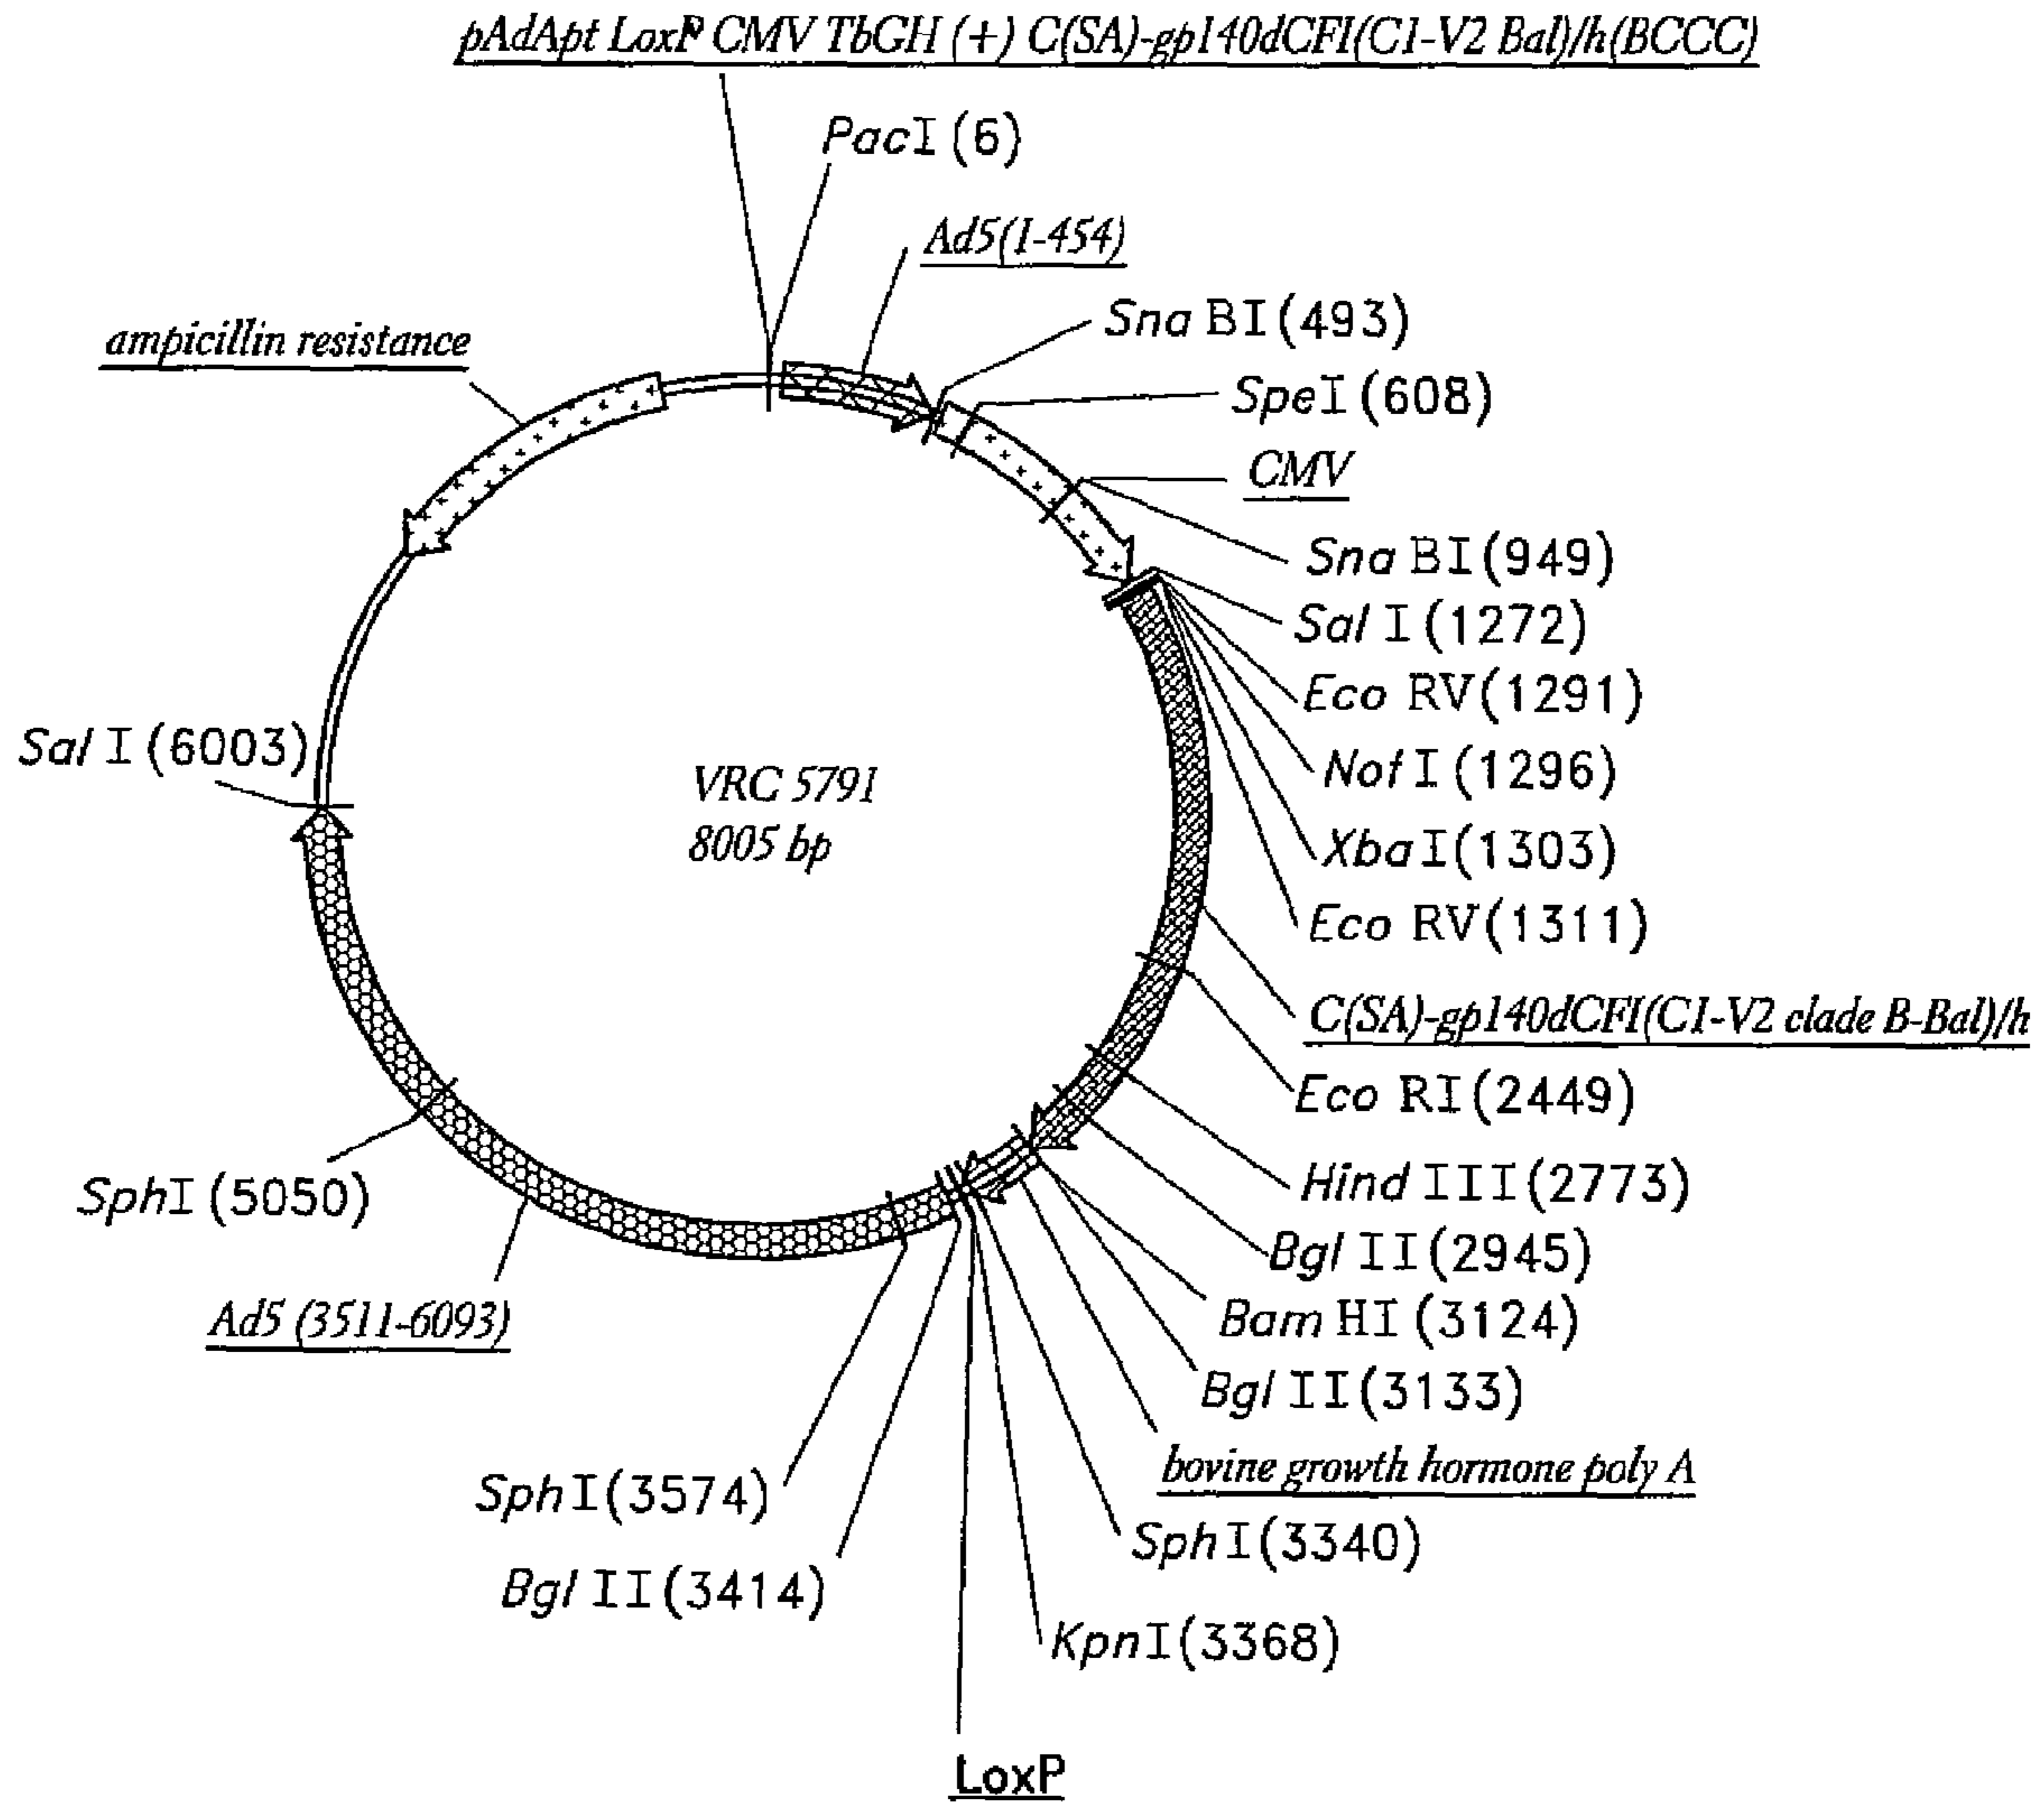 pAdApt LoxP CMV TbGH (+) C(SA)-gp140dCFI(C1-V2 Bal)/h(BCCC)
PacI (6)
Ad5(1-454)
SnaBI(493)
ampicillin resistance
SpeI (608)
CMV
SnaBI(949)
SalI(1272)
EcoRV(1291)
SalI(6003)
NotI(1296)
VRC 5791
8005 bp
XbaI(1303)
EcoRV(1311)
C(SA)-gp140dCFI(C1-V2 clade B-Bal)/h
EcoRI(2449)
HindIII(2773)
SphI(5050)
BglII(2945)
Ad5 (3511-6093)
BamHI(3124)
BglII(3133)
bovine growth hormone poly A
SphI(3574)
SphI(3340)
BglII(3414)
KpnI(3368)
LoxP